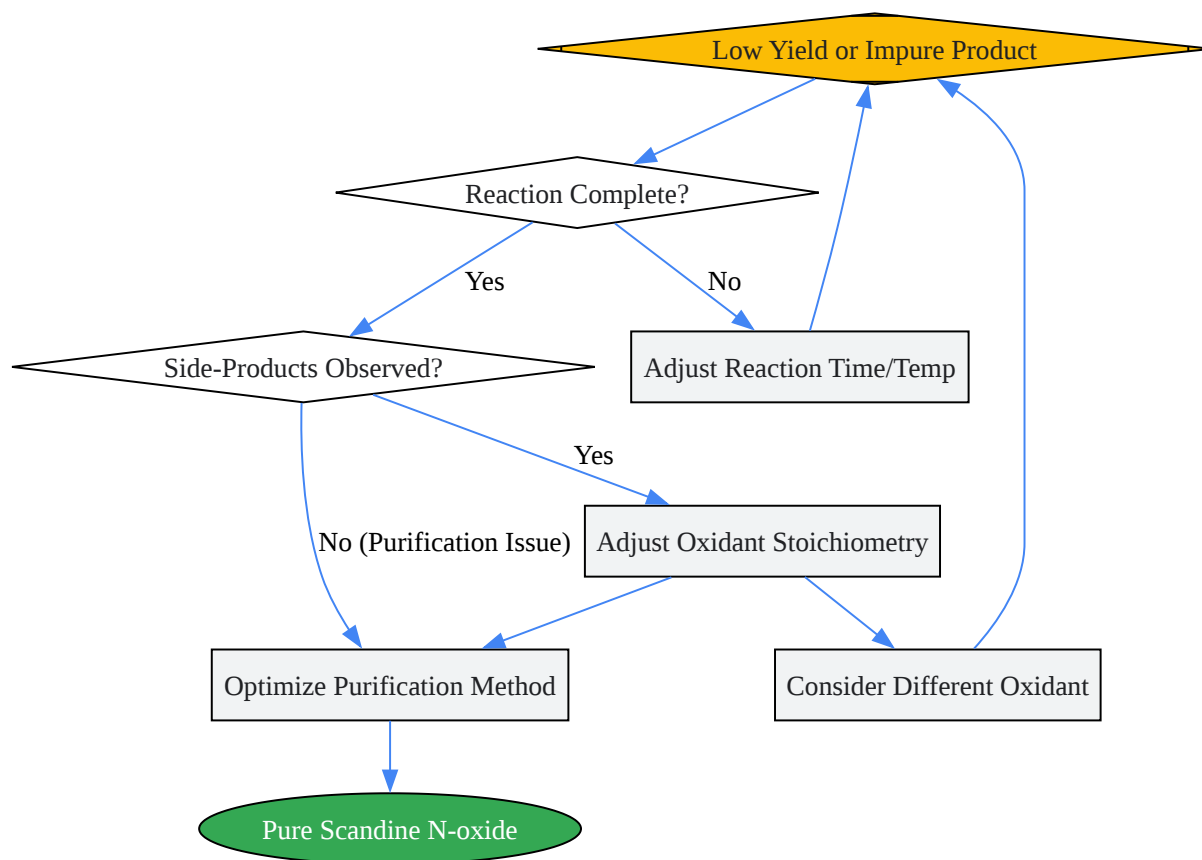 Low Yield or Impure Product
Reaction Complete?
Yes
No
Side-Products Observed?
Adjust Reaction Time/Temp
Yes
No (Purification Issue)
Adjust Oxidant Stoichiometry
Optimize Purification Method
Consider Different Oxidant
Pure Scandine N-oxide